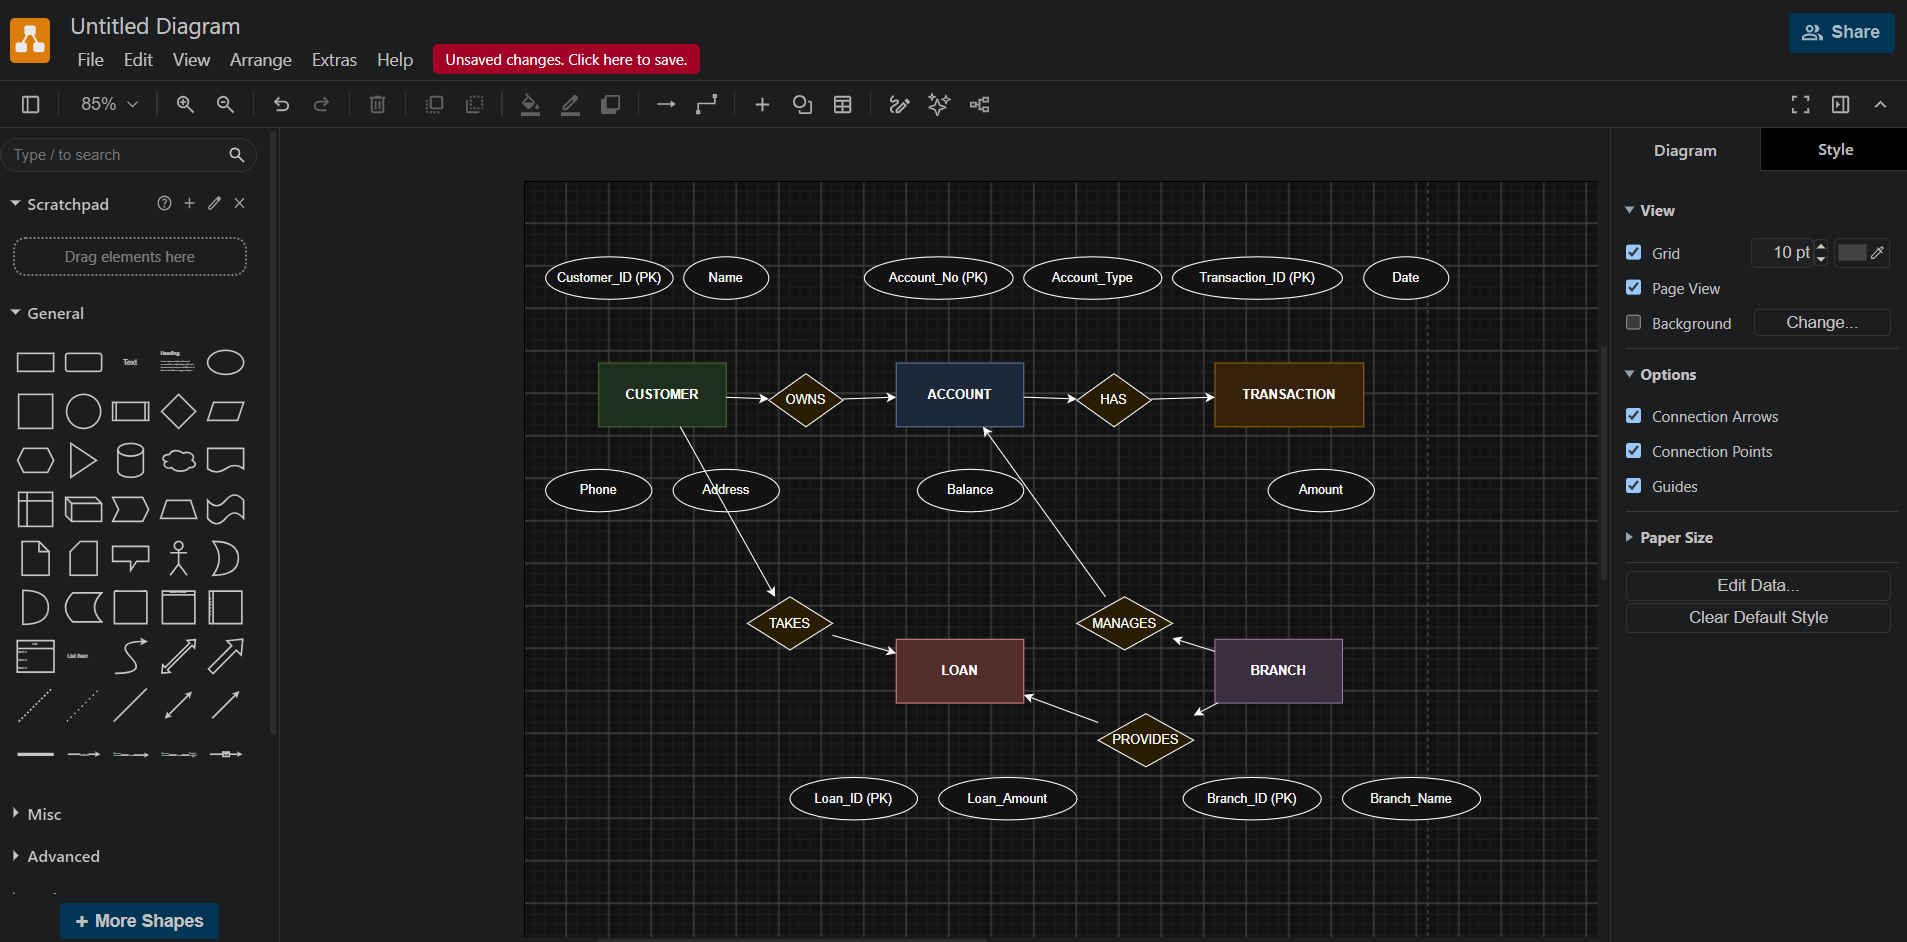 Untitled Diagram
File Edit View Arrange Extras Help Unsaved changes. Click here to save.
Share
85%
Type / to search
Scratchpad
Drag elements here
General
Text
Heading
List Item
Misc
Advanced
+ More Shapes
Customer_ID (PK) Name Account_No (PK) Account_Type Transaction_ID (PK) Date
CUSTOMER OWNS ACCOUNT HAS TRANSACTION
Phone Address Balance Amount
TAKES MANAGES
LOAN BRANCH
PROVIDES
Loan_ID (PK) Loan_Amount Branch_ID (PK) Branch_Name
Diagram Style
View
Grid 10 pt
Page View
Background Change...
Options
Connection Arrows
Connection Points
Guides
Paper Size
Edit Data...
Clear Default Style